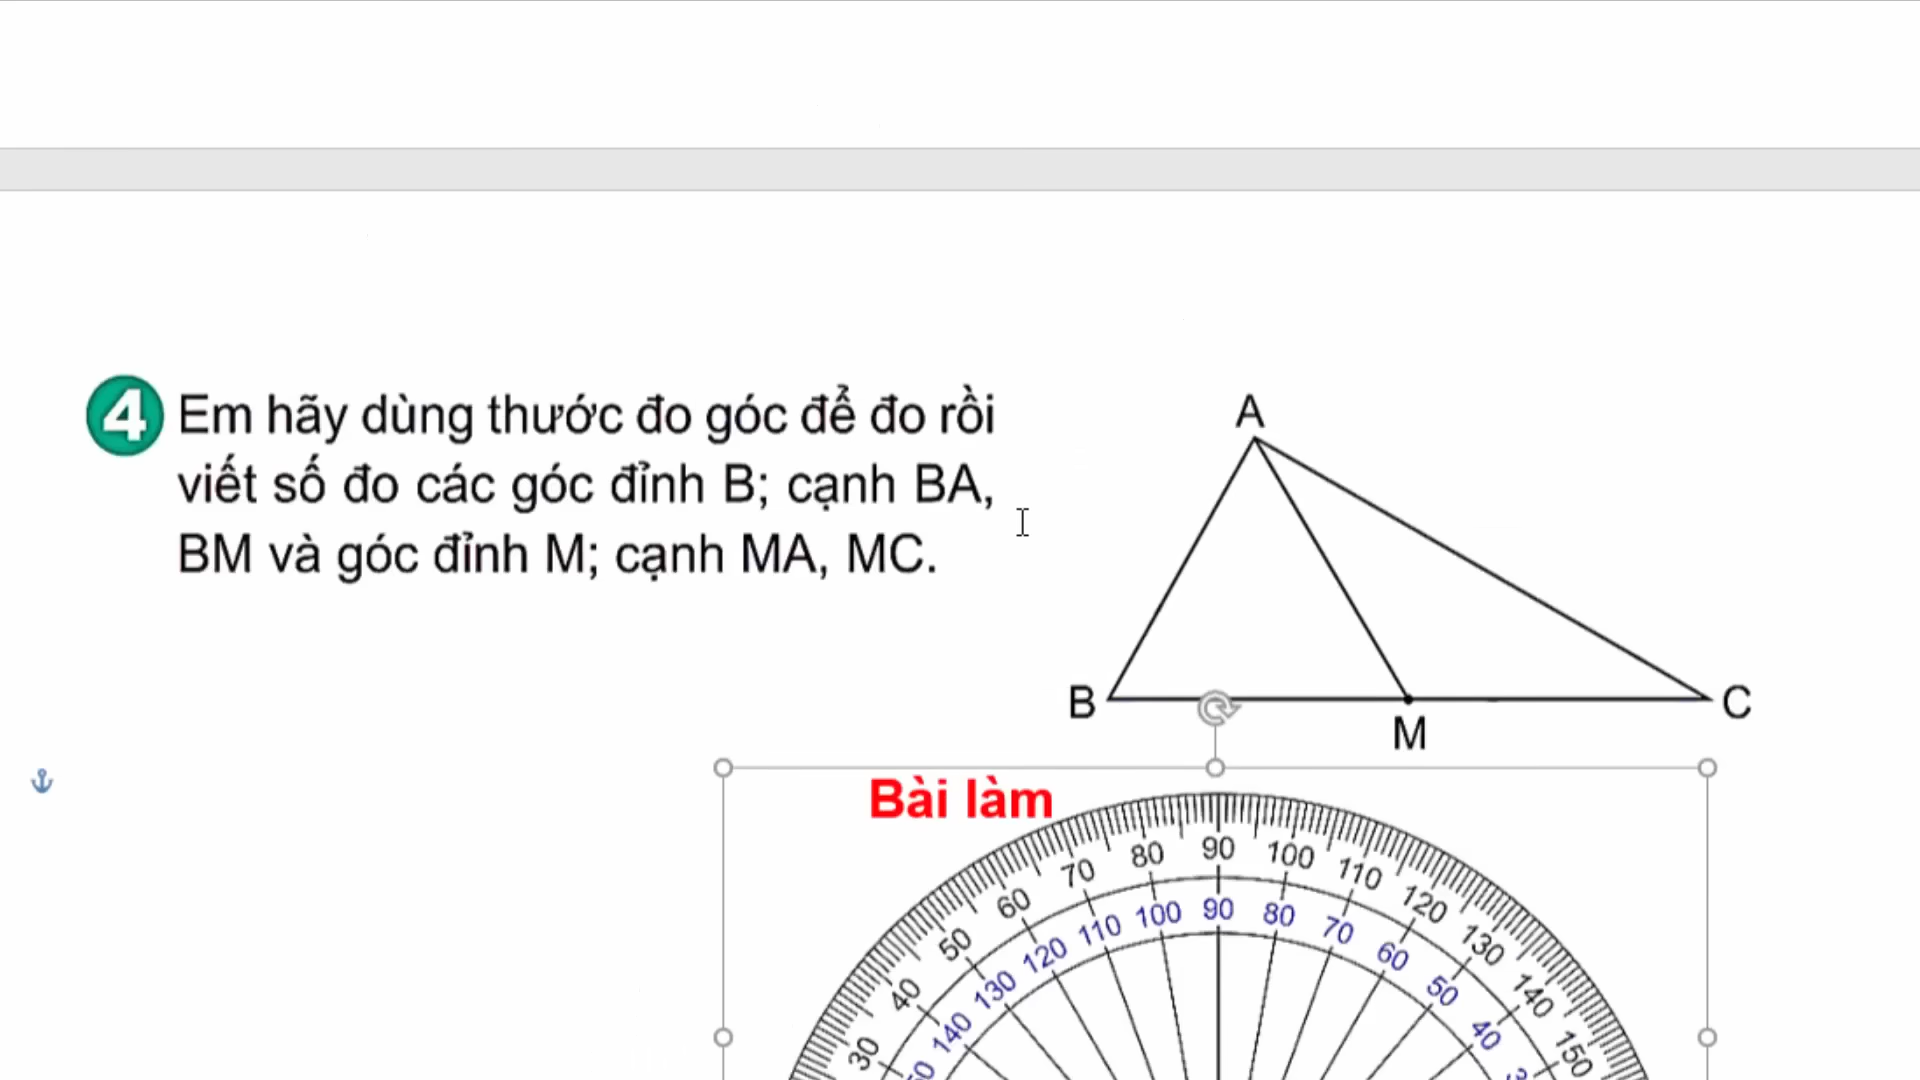 4 Em hãy dùng thước đo góc để đo rồi
viết số đo các góc đỉnh B; cạnh BA,
BM và góc đỉnh M; cạnh MA, MC.
A
B
M
C
Bài làm
30 40 50 60 70 80 90 100 110 120 130 140 150
140 130 120 110 100 90 80 70 60 50 40